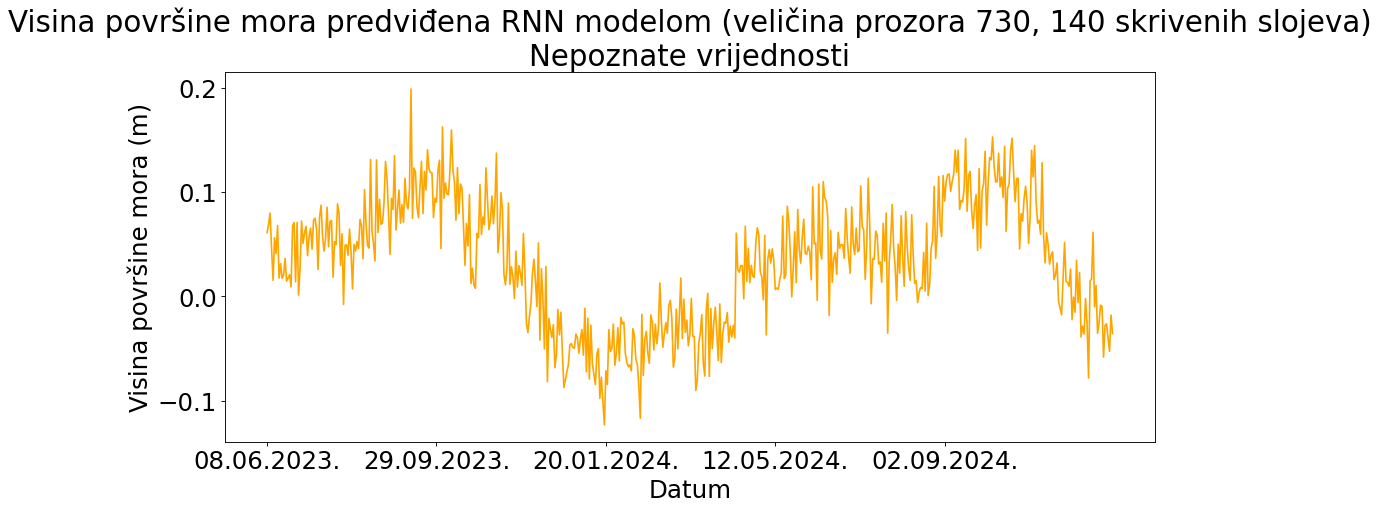 Visina površine mora predviđena RNN modelom (veličina prozora 730, 140 skrivenih slojeva)
Nepoznate vrijednosti
Visina površine mora (m)
0.2
0.1
0.0
−0.1
08.06.2023. 29.09.2023. 20.01.2024. 12.05.2024. 02.09.2024.
Datum